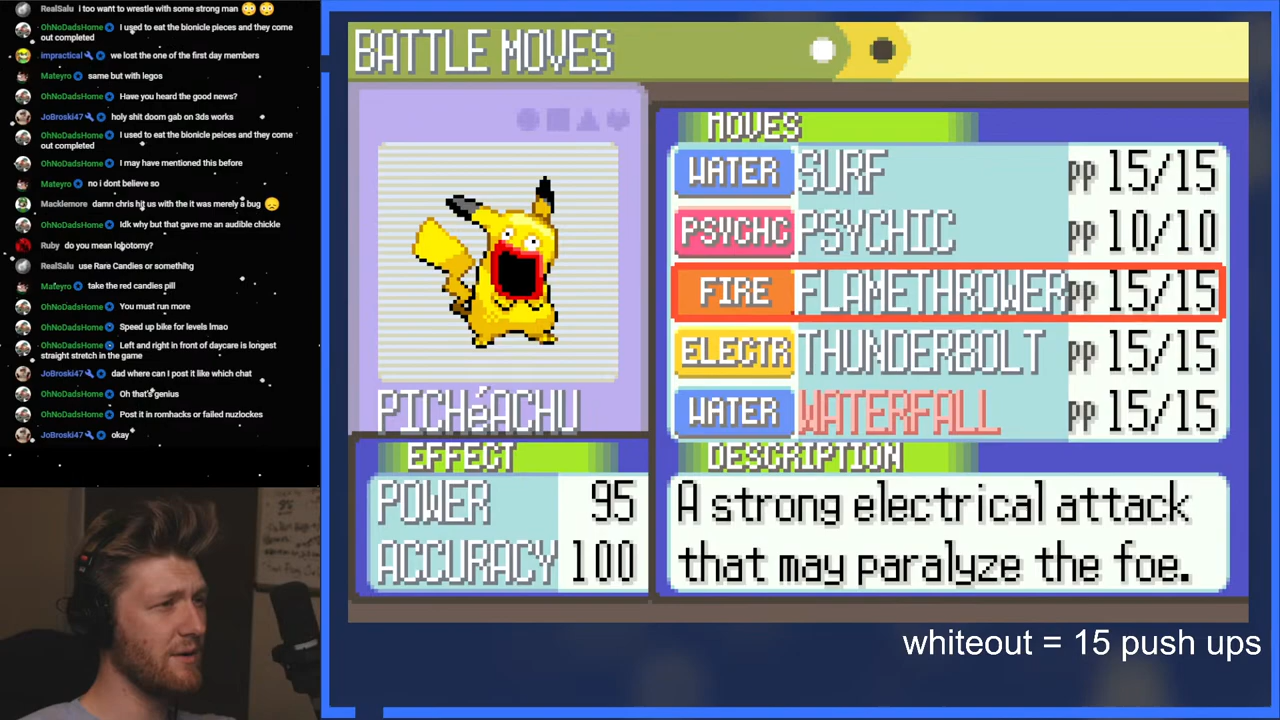 RealSalu i too want to wrestle with some strong man
OhNoDadsHome I used to eat the bionicle pieces and they come
out completed
impractical we lost the one of the first day members
Mateyro same but with legos
OhNoDadsHome Have you heard the good news?
JoBroski47 holy shit doom gab on 3ds works
OhNoDadsHome I used to eat the bionicle peices and they come
out completed
OhNoDadsHome I may have mentioned this before
Mateyro no i dont believe so
Macklemore damn chris hit us with the it was merely a bug
OhNoDadsHome Idk why but that gave me an audible chickle
Ruby do you mean lobotomy?
RealSalu use Rare Candies or something
Mateyro take the red candies pill
OhNoDadsHome You must run more
OhNoDadsHome Speed up bike for levels lmao
OhNoDadsHome Left and right in front of daycare is longest
straight stretch in the game
JoBroski47 dad where can I post it like which chat
OhNoDadsHome Oh that's genius
OhNoDadsHome Post it in romhacks or failed nuzlockes
JoBroski47 okay
BATTLE MOVES
PICHéACHU
EFFECT
POWER 95
ACCURACY 100
MOVES
WATER SURF PP 15/15
PSYCHC PSYCHIC PP 10/10
FIRE FLAMETHROWER PP 15/15
ELECTR THUNDERBOLT PP 15/15
WATER WATERFALL PP 15/15
DESCRIPTION
A strong electrical attack
that may paralyze the foe.
whiteout = 15 push ups